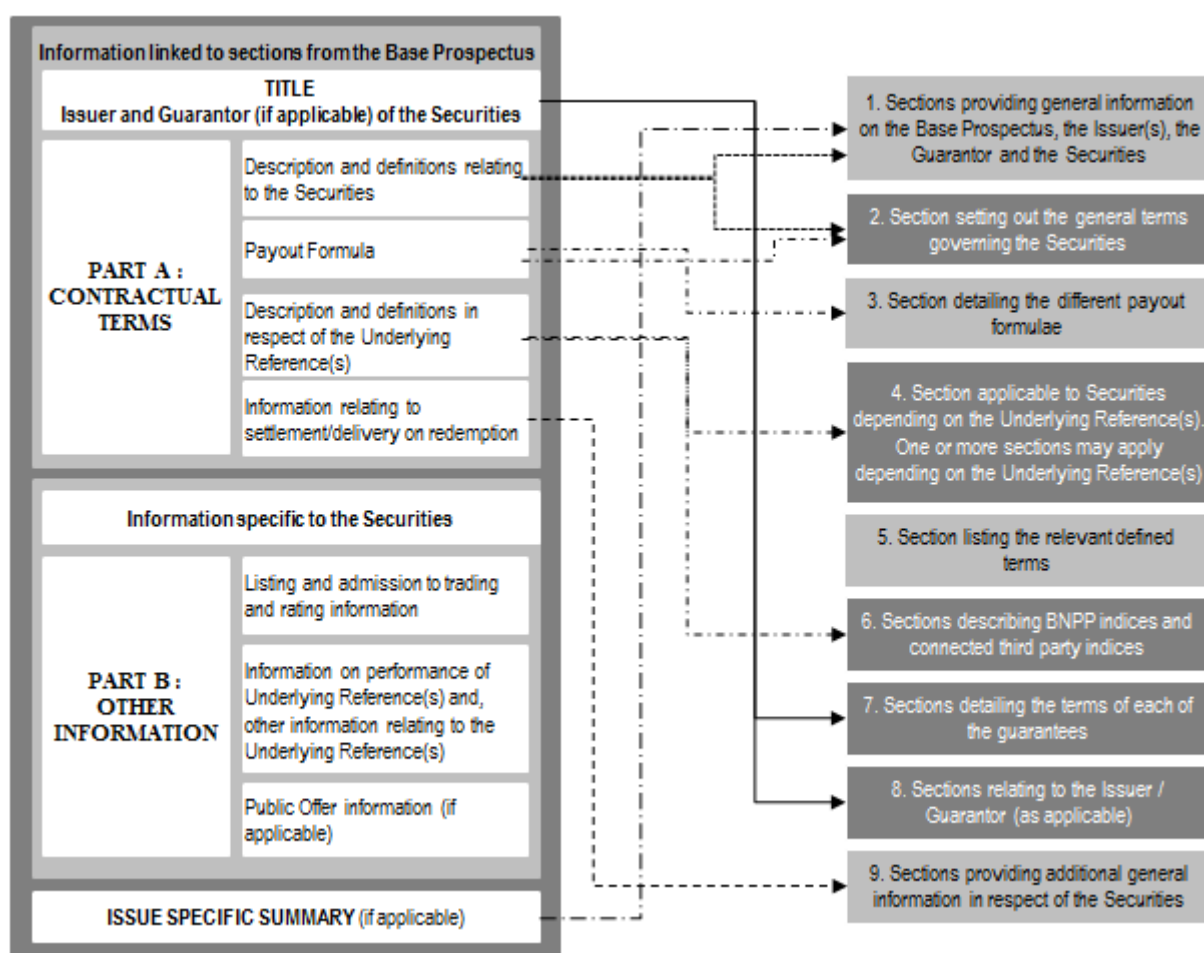 Information linked to sections from the Base Prospectus
TITLE
Issuer and Guarantor (if applicable) of the Securities
PART A :
CONTRACTUAL
TERMS
Description and definitions relating
to the Securities
Payout Formula
Description and definitions in
respect of the Underlying
Reference(s)
Information relating to
settlement/delivery on redemption
Information specific to the Securities
PART B :
OTHER
INFORMATION
Listing and admission to trading
and rating information
Information on performance of
Underlying Reference(s) and,
other information relating to the
Underlying Reference(s)
Public Offer information (if
applicable)
ISSUE SPECIFIC SUMMARY (if applicable)
1. Sections providing general information
on the Base Prospectus, the Issuer(s), the
Guarantor and the Securities
2. Section setting out the general terms
governing the Securities
3. Section detailing the different payout
formulae
4. Section applicable to Securities
depending on the Underlying Reference(s).
One or more sections may apply
depending on the Underlying Reference(s)
5. Section listing the relevant defined
terms
6. Sections describing BNPP indices and
connected third party indices
7. Sections detailing the terms of each of
the guarantees
8. Sections relating to the Issuer /
Guarantor (as applicable)
9. Sections providing additional general
information in respect of the Securities